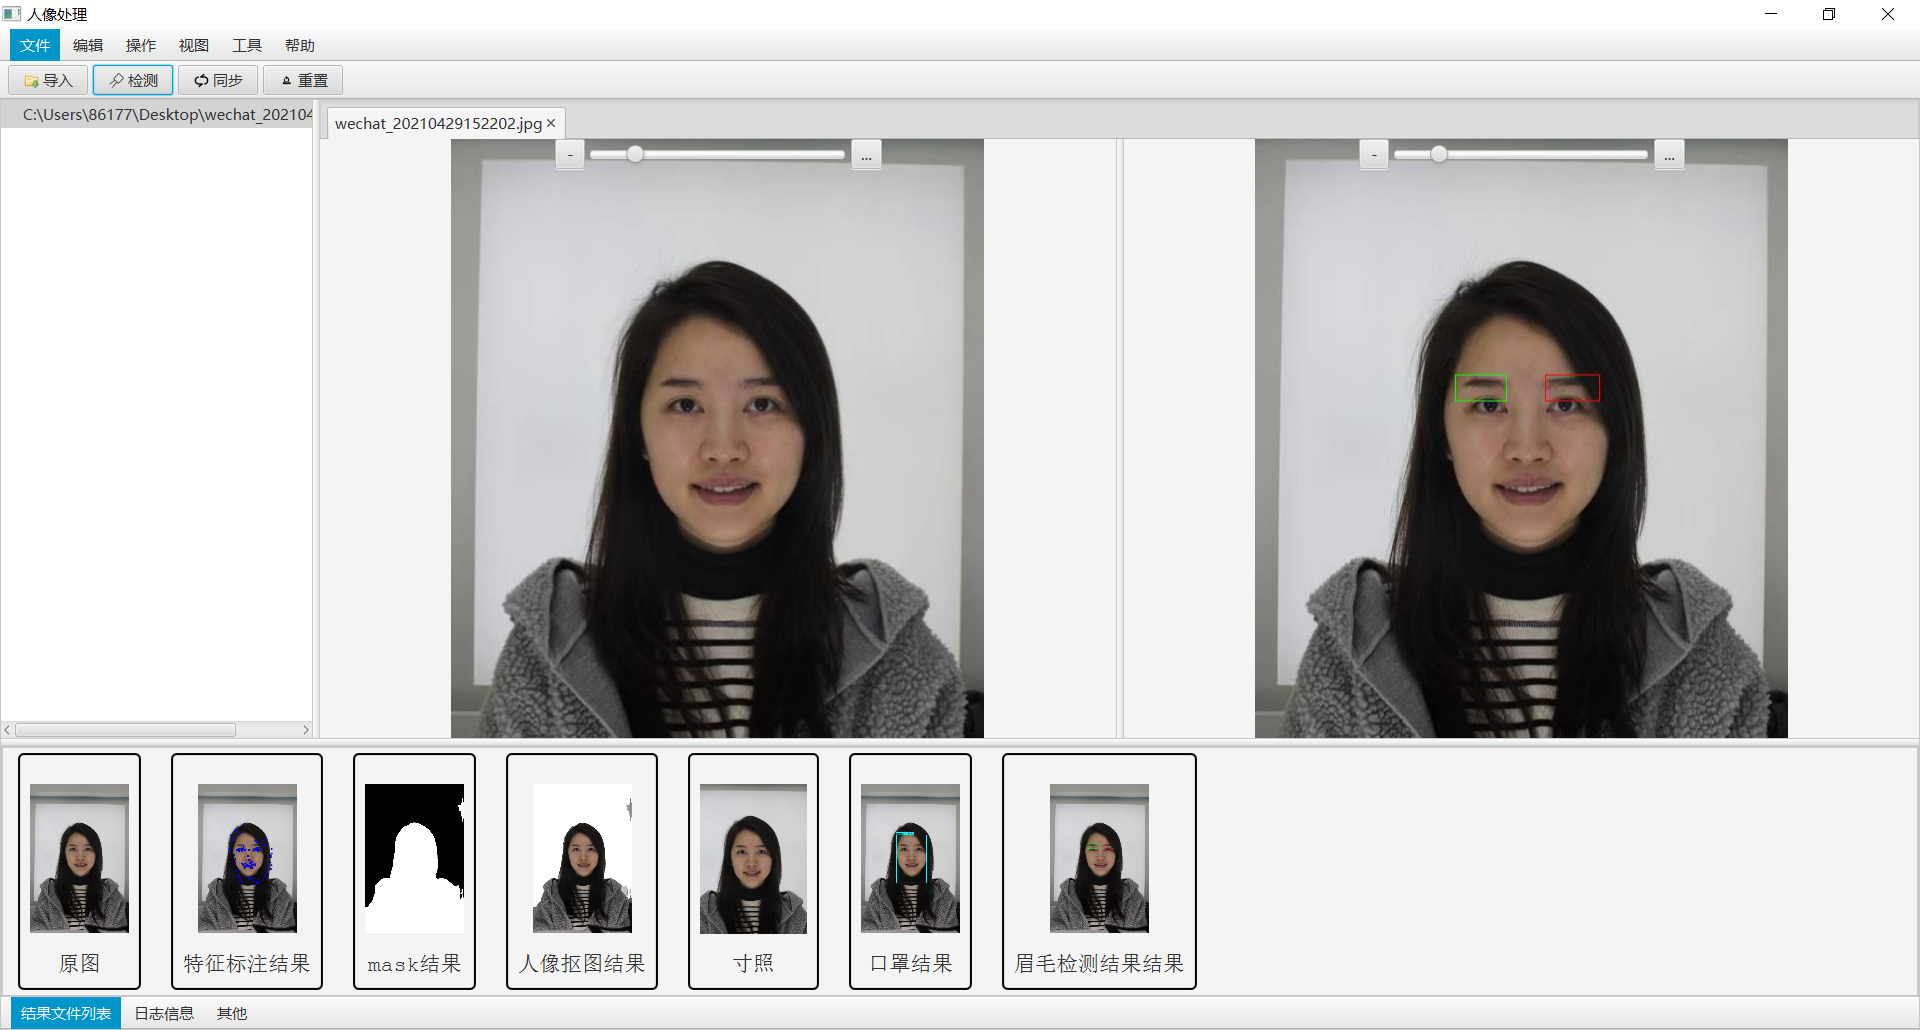 人像处理
文件 编辑 操作 视图 工具 帮助
导入 检测 同步 重置
C:\Users\86177\Desktop\wechat_202104
wechat_20210429152202.jpg ×
- ...
- ...
原图 特征标注结果 mask结果 人像抠图结果 寸照 口罩结果 眉毛检测结果结果
结果文件列表 日志信息 其他